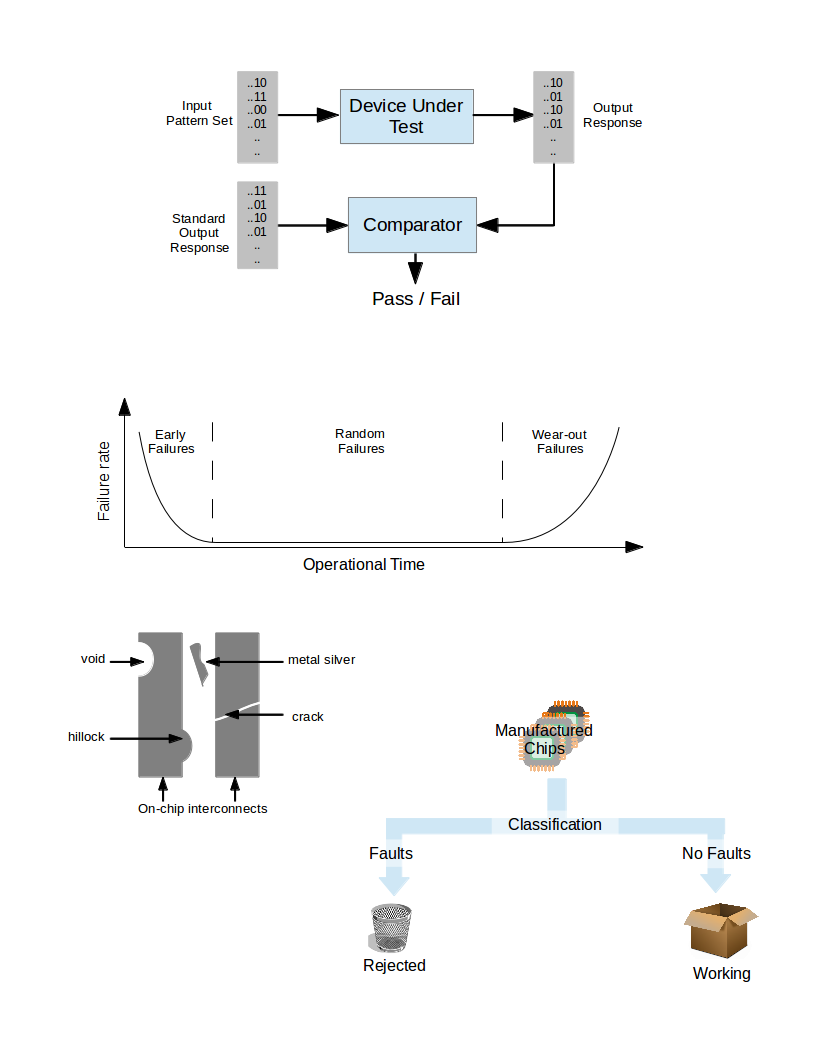 Input
Pattern Set
..10
..11
..00
..01
..
..
Device Under
Test
..10
..01
..10
..01
..
..
Output
Response
Standard
Output
Response
..11
..01
..10
..01
..
..
Comparator
Pass / Fail
Failure rate
Early
Failures
Random
Failures
Wear-out
Failures
Operational Time
void
metal silver
crack
hillock
On-chip interconnects
Manufactured
Chips
Classification
Faults
No Faults
Rejected
Working